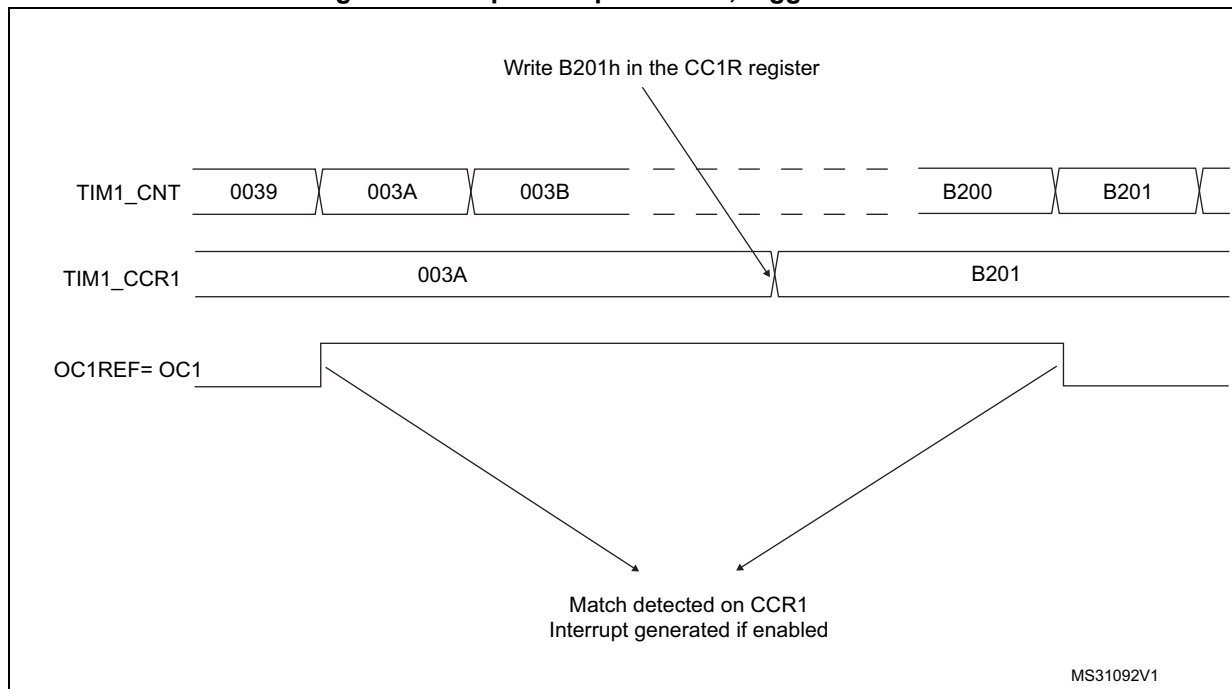 Write B201h in the CC1R register
TIM1_CNT 0039 003A 003B B200 B201
TIM1_CCR1 003A B201
OC1REF= OC1
Match detected on CCR1
Interrupt generated if enabled
MS31092V1